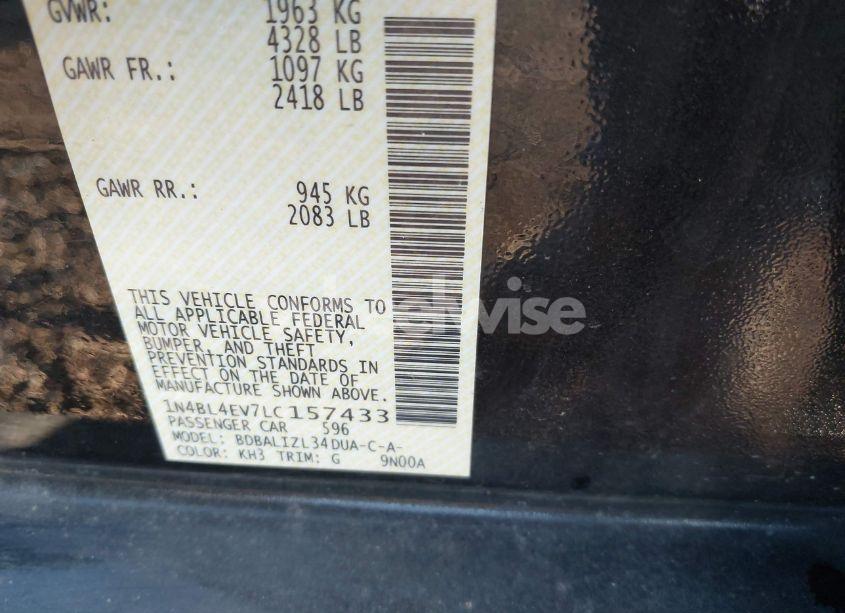 GVWR: 1963 KG
4328 LB
GAWR FR.: 1097 KG
2418 LB
GAWR RR.: 945 KG
2083 LB
THIS VEHICLE CONFORMS TO
ALL APPLICABLE FEDERAL
MOTOR VEHICLE SAFETY,
BUMPER, AND THEFT
PREVENTION STANDARDS IN
EFFECT ON THE DATE OF
MANUFACTURE SHOWN ABOVE.
1N4BL4EV7LC157433
PASSENGER CAR 596
MODEL: BDBALIZL34DUA-C-A-
COLOR: KH3 TRIM: G 9N00A